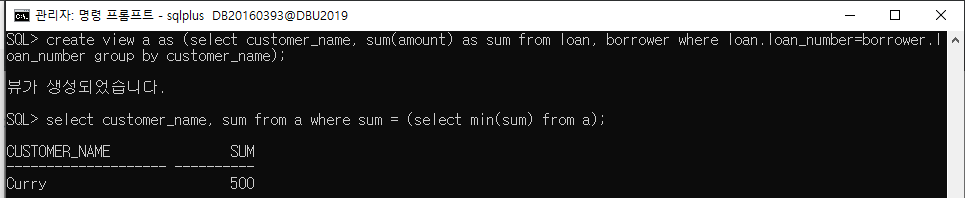 관리자: 명령 프롬프트 - sqlplus  DB20160393@DBU2019
SQL> create view a as (select customer_name, sum(amount) as sum from loan, borrower where loan.loan_number=borrower.l
oan_number group by customer_name);
뷰가 생성되었습니다.
SQL> select customer_name, sum from a where sum = (select min(sum) from a);
CUSTOMER_NAME               SUM
-------------------- ----------
Curry                       500